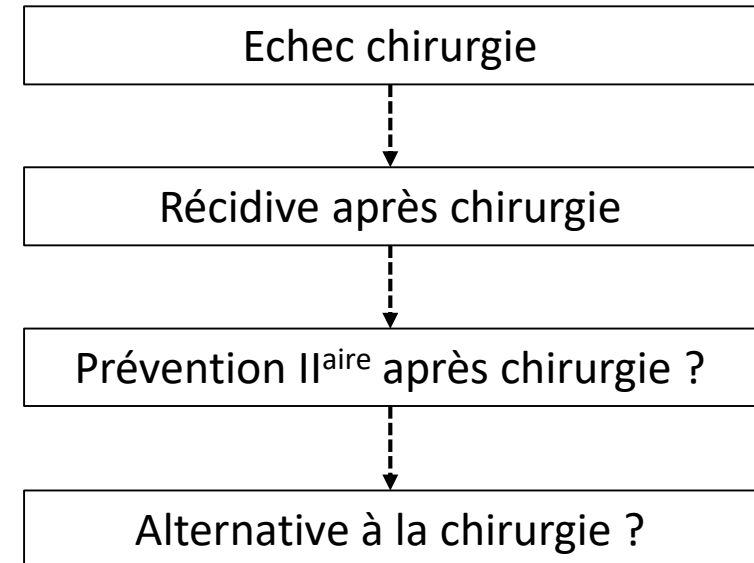 Echec chirurgie
Récidive après chirurgie
Prévention IIaire après chirurgie ?
Alternative à la chirurgie ?